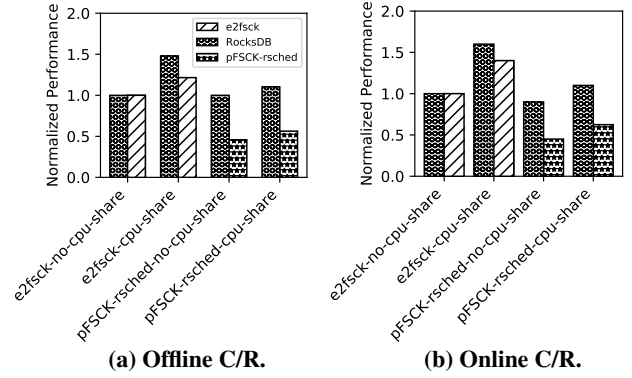 Normalized Performance
2.0
1.5
1.0
0.5
0.0
e2fsck
RocksDB
pFSCK-rsched
e2fsck-no-cpu-share
e2fsck-cpu-share
pFSCK-rsched-no-cpu-share
pFSCK-rsched-cpu-share
(a) Offline C/R.
Normalized Performance
2.0
1.5
1.0
0.5
0.0
e2fsck-no-cpu-share
e2fsck-cpu-share
pFSCK-rsched-no-cpu-share
pFSCK-rsched-cpu-share
(b) Online C/R.